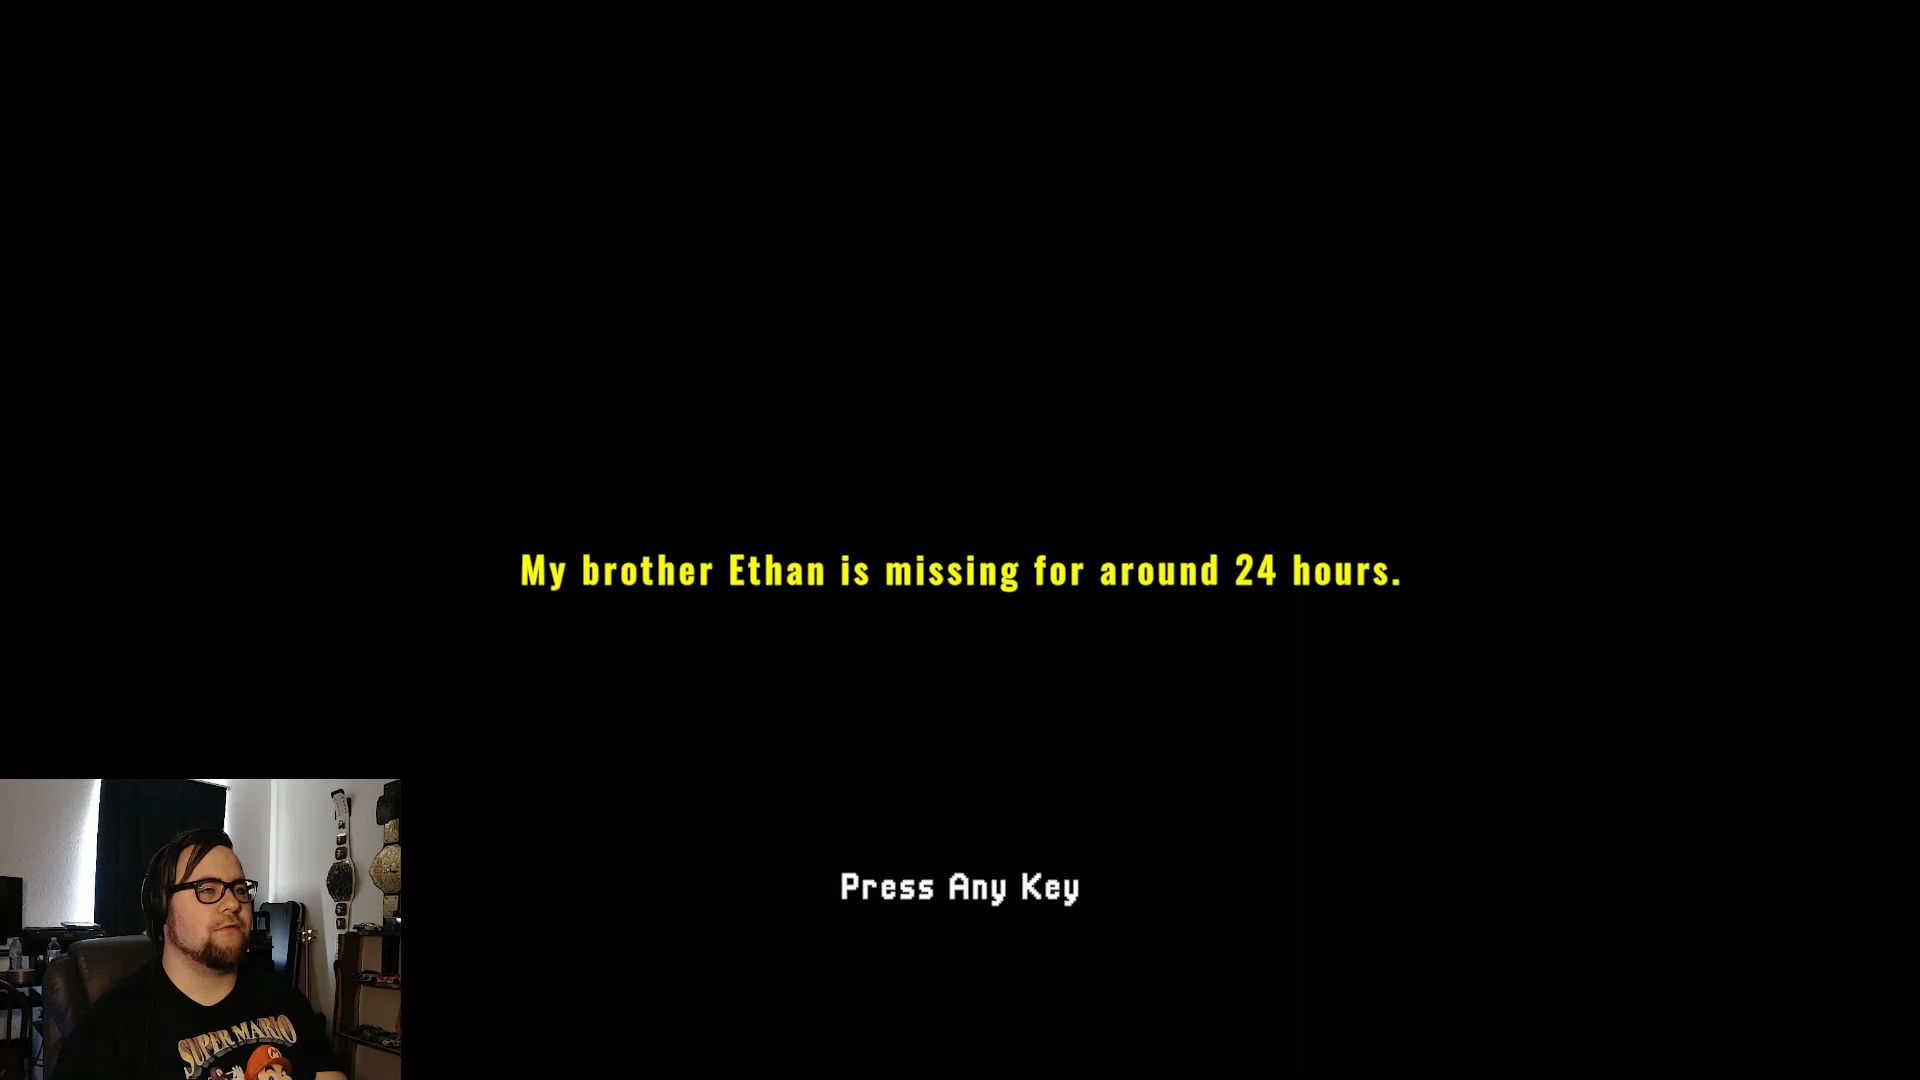 My brother Ethan is missing for around 24 hours.
Press Any Key
SUPER MARIO